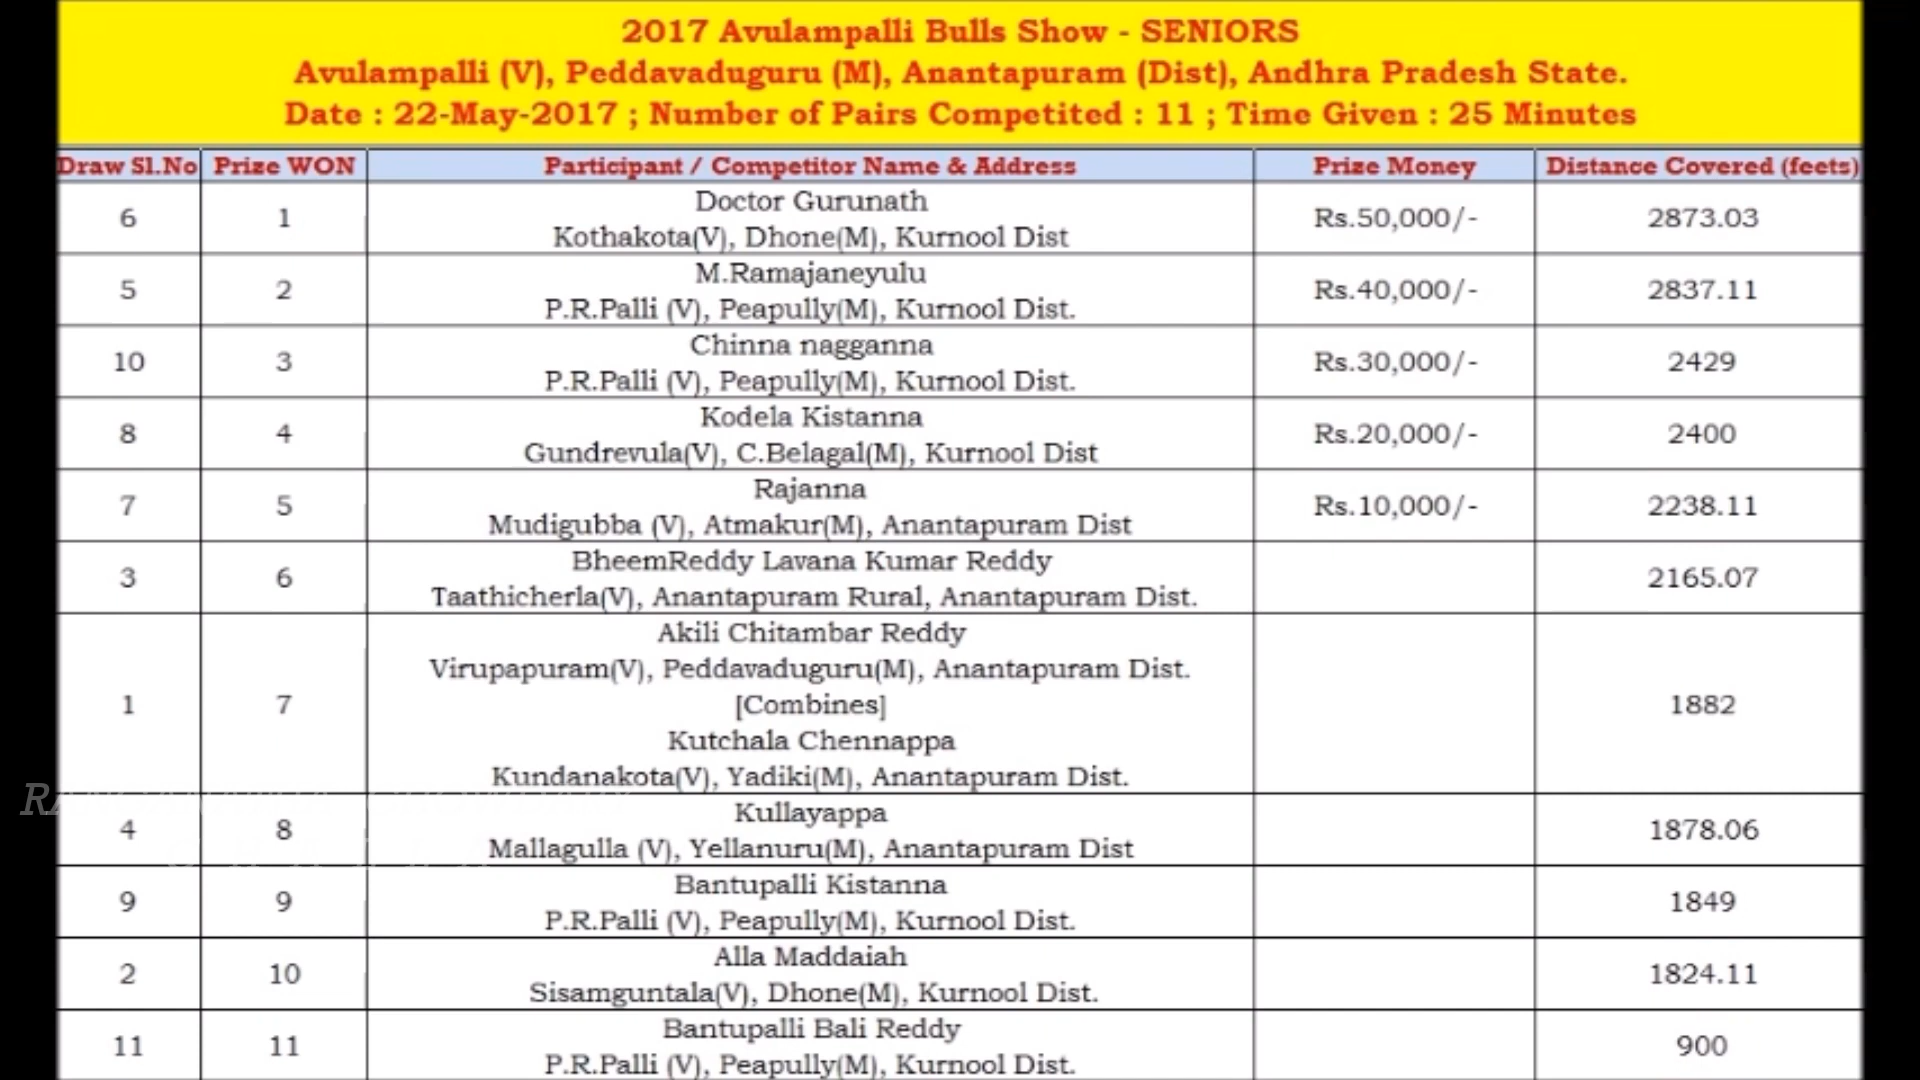 2017 Avulampalli Bulls Show - SENIORS
Avulampalli (V), Peddavaduguru (M), Anantapuram (Dist), Andhra Pradesh State.
Date : 22-May-2017 ; Number of Pairs Competited : 11 ; Time Given : 25 Minutes
Draw Sl.No Prize WON Participant / Competitor Name & Address Prize Money Distance Covered (feets)
Doctor Gurunath
6 1 Rs.50,000/- 2873.03
Kothakota(V), Dhone(M), Kurnool Dist
M.Ramajaneyulu
5 2 Rs.40,000/- 2837.11
P.R.Palli (V), Peapully(M), Kurnool Dist.
Chinna nagganna
10 3 Rs.30,000/- 2429
P.R.Palli (V), Peapully(M), Kurnool Dist.
Kodela Kistanna
8 4 Rs.20,000/- 2400
Gundrevula(V), C.Belagal(M), Kurnool Dist
Rajanna
7 5 Rs.10,000/- 2238.11
Mudigubba (V), Atmakur(M), Anantapuram Dist
BheemReddy Lavana Kumar Reddy
3 6 2165.07
Taathicherla(V), Anantapuram Rural, Anantapuram Dist.
Akili Chitambar Reddy
Virupapuram(V), Peddavaduguru(M), Anantapuram Dist.
1 7 [Combines] 1882
Kutchala Chennappa
Kundanakota(V), Yadiki(M), Anantapuram Dist.
Kullayappa
4 8 1878.06
Mallagulla (V), Yellanuru(M), Anantapuram Dist
Bantupalli Kistanna
9 9 1849
P.R.Palli (V), Peapully(M), Kurnool Dist.
Alla Maddaiah
2 10 1824.11
Sisamguntala(V), Dhone(M), Kurnool Dist.
Bantupalli Bali Reddy
11 11 900
P.R.Palli (V), Peapully(M), Kurnool Dist.